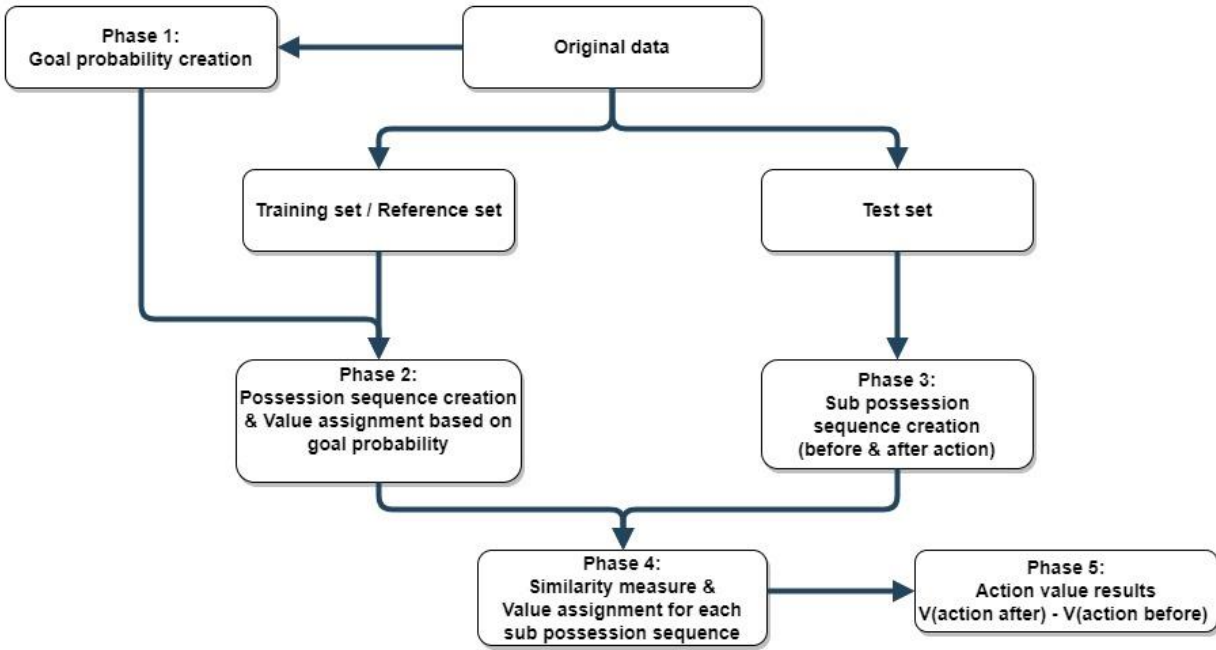 Phase 1:
Goal probability creation
Original data
Training set / Reference set
Test set
Phase 2:
Possession sequence creation
& Value assignment based on
goal probability
Phase 3:
Sub possession
sequence creation
(before & after action)
Phase 4:
Similarity measure &
Value assignment for each
sub possession sequence
Phase 5:
Action value results
V(action after) - V(action before)